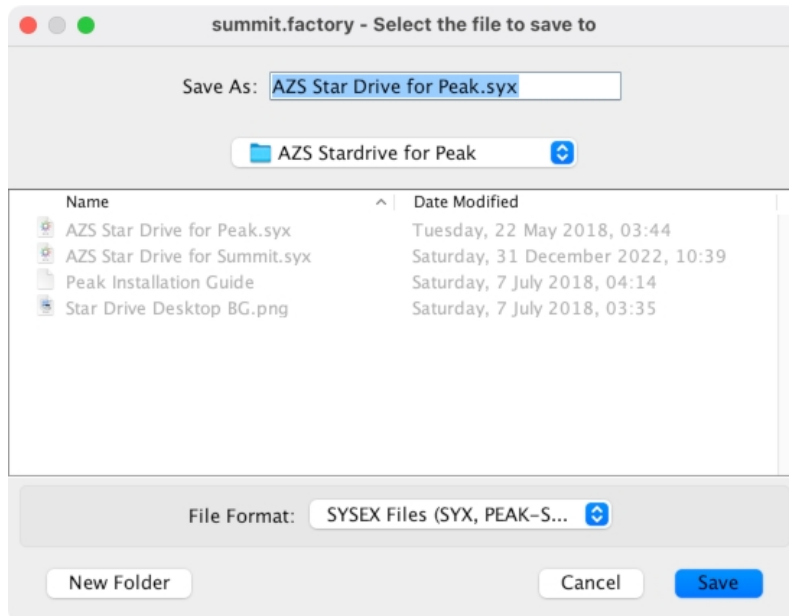 summit.factory - Select the file to save to
Save As: AZS Star Drive for Peak.syx
AZS Stardrive for Peak
Name Date Modified
AZS Star Drive for Peak.syx Tuesday, 22 May 2018, 03:44
AZS Star Drive for Summit.syx Saturday, 31 December 2022, 10:39
Peak Installation Guide Saturday, 7 July 2018, 04:14
Star Drive Desktop BG.png Saturday, 7 July 2018, 03:35
File Format: SYSEX Files (SYX, PEAK-S...
New Folder Cancel Save